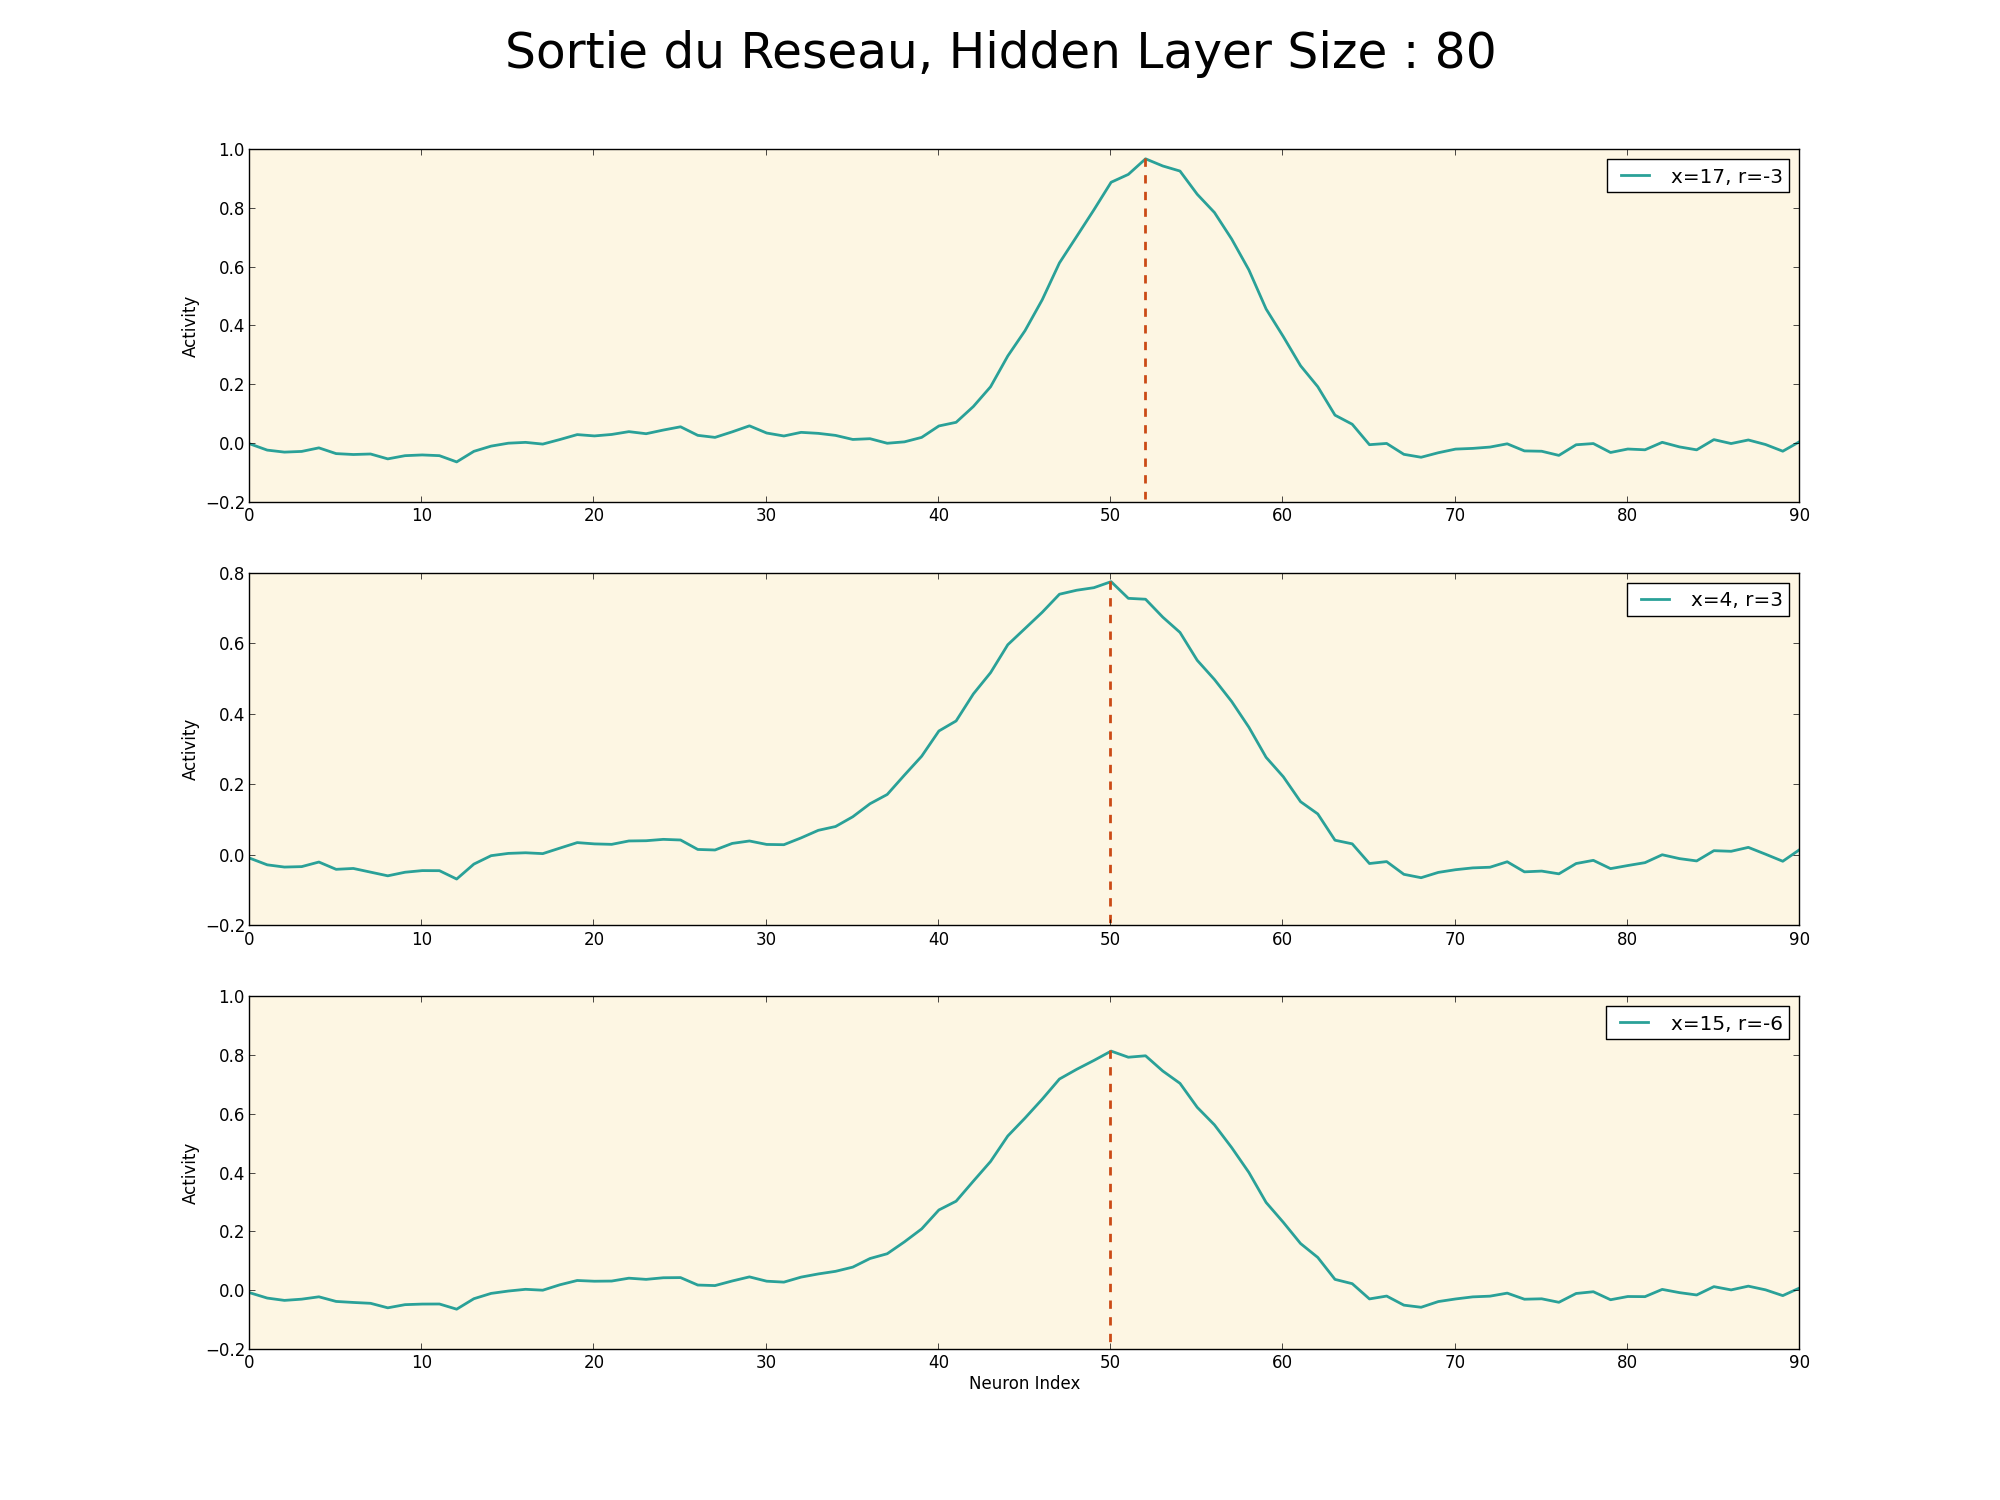 Sortie du Reseau, Hidden Layer Size : 80
1.0
0.8
0.6
0.4
0.2
0.0
−0.2
Activity
x=17, r=-3
0 10 20 30 40 50 60 70 80 90
0.8
0.6
0.4
0.2
0.0
−0.2
Activity
x=4, r=3
0 10 20 30 40 50 60 70 80 90
1.0
0.8
0.6
0.4
0.2
0.0
−0.2
Activity
x=15, r=-6
0 10 20 30 40 50 60 70 80 90
Neuron Index